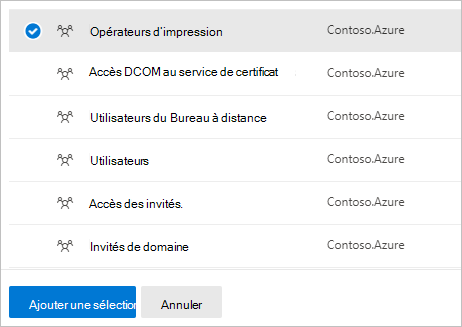 Opérateurs d'impression Contoso.Azure
Accès DCOM au service de certificat Contoso.Azure
Utilisateurs du Bureau à distance Contoso.Azure
Utilisateurs Contoso.Azure
Accès des invités. Contoso.Azure
Invités de domaine Contoso.Azure
Ajouter une sélection Annuler